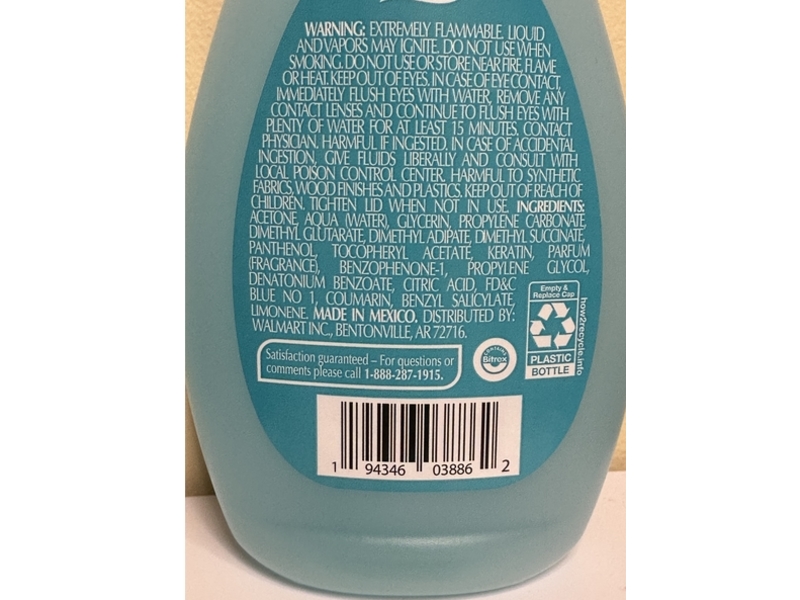 WARNING: EXTREMELY FLAMMABLE. LIQUID
AND VAPORS MAY IGNITE. DO NOT USE WHEN
SMOKING. DO NOT USE OR STORE NEAR FIRE, FLAME
OR HEAT. KEEP OUT OF EYES. IN CASE OF EYE CONTACT,
IMMEDIATELY FLUSH EYES WITH WATER, REMOVE ANY
CONTACT LENSES AND CONTINUE TO FLUSH EYES WITH
PLENTY OF WATER FOR AT LEAST 15 MINUTES. CONTACT
PHYSICIAN. HARMFUL IF INGESTED. IN CASE OF ACCIDENTAL
INGESTION, GIVE FLUIDS LIBERALLY AND CONSULT WITH
LOCAL POISON CONTROL CENTER. HARMFUL TO SYNTHETIC
FABRICS, WOOD FINISHES AND PLASTICS. KEEP OUT OF REACH OF
CHILDREN. TIGHTEN LID WHEN NOT IN USE. INGREDIENTS:
ACETONE, AQUA (WATER), GLYCERIN, PROPYLENE CARBONATE,
DIMETHYL GLUTARATE, DIMETHYL ADIPATE, DIMETHYL SUCCINATE,
PANTHENOL, TOCOPHERYL ACETATE, KERATIN, PARFUM
(FRAGRANCE), BENZOPHENONE-1, PROPYLENE GLYCOL,
DENATONIUM BENZOATE, CITRIC ACID, FD&C
BLUE NO 1, COUMARIN, BENZYL SALICYLATE,
LIMONENE. MADE IN MEXICO. DISTRIBUTED BY:
WALMART INC., BENTONVILLE, AR 72716.
Satisfaction guaranteed – For questions or
comments please call 1-888-287-1915.
CONTAINS
Bitrex
Empty &
Replace Cap
PLASTIC
BOTTLE
how2recycle.info
1 94346 03886 2